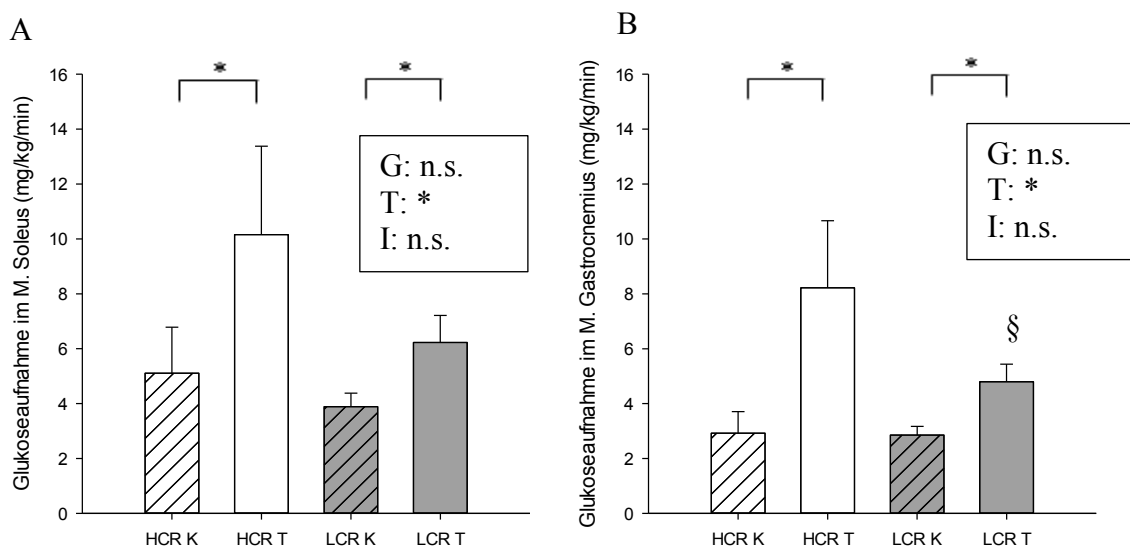 A
Glukoseaufnahme im M. Soleus (mg/kg/min)
16
14
12
10
8
6
4
2
0
*
*
G: n.s.
T: *
I: n.s.
HCR K
HCR T
LCR K
LCR T
B
Glukoseaufnahme im M. Gastrocnemius (mg/kg/min)
16
14
12
10
8
6
4
2
0
*
*
G: n.s.
T: *
I: n.s.
§
HCR K
HCR T
LCR K
LCR T